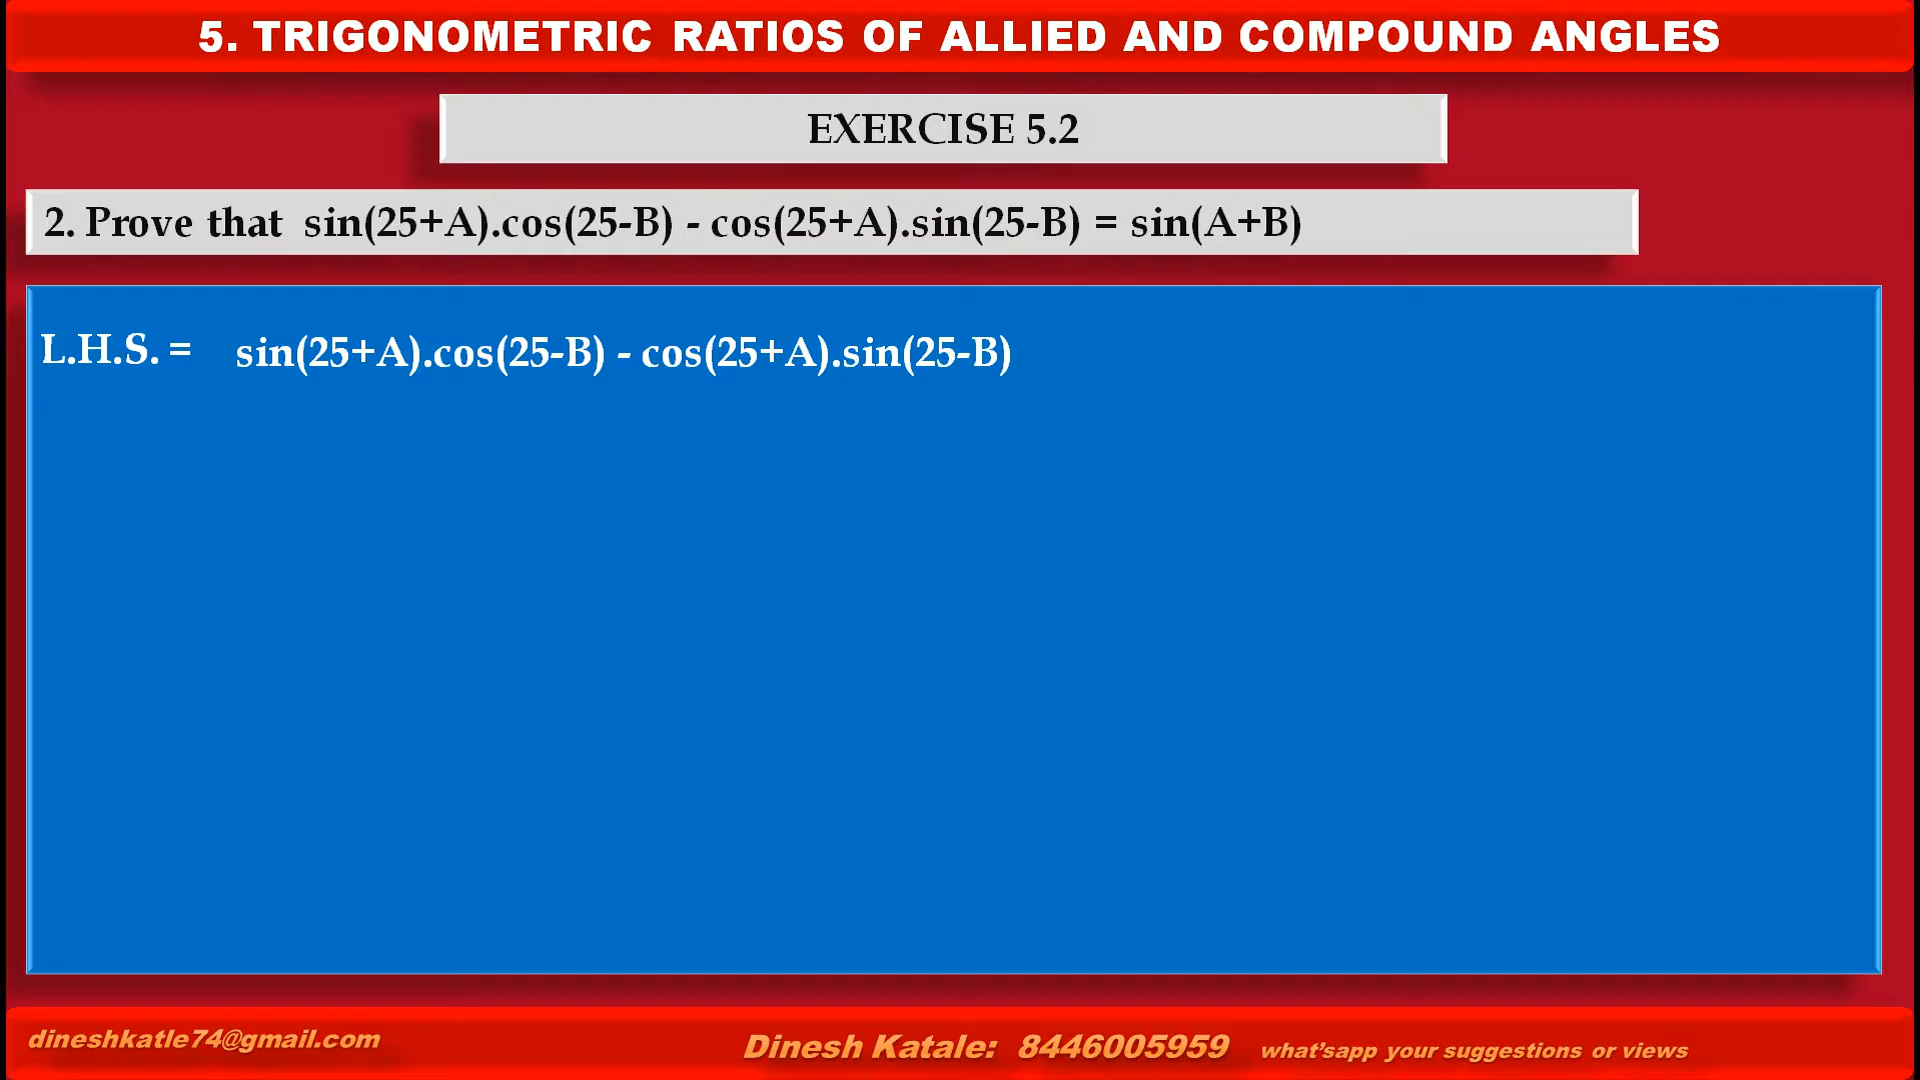 5. TRIGONOMETRIC RATIOS OF ALLIED AND COMPOUND ANGLES
EXERCISE 5.2
2. Prove that sin(25+A).cos(25-B) - cos(25+A).sin(25-B) = sin(A+B)
L.H.S. = sin(25+A).cos(25-B) - cos(25+A).sin(25-B)
dineshkatle74@gmail.com Dinesh Katale: 8446005959 what'sapp your suggestions or views